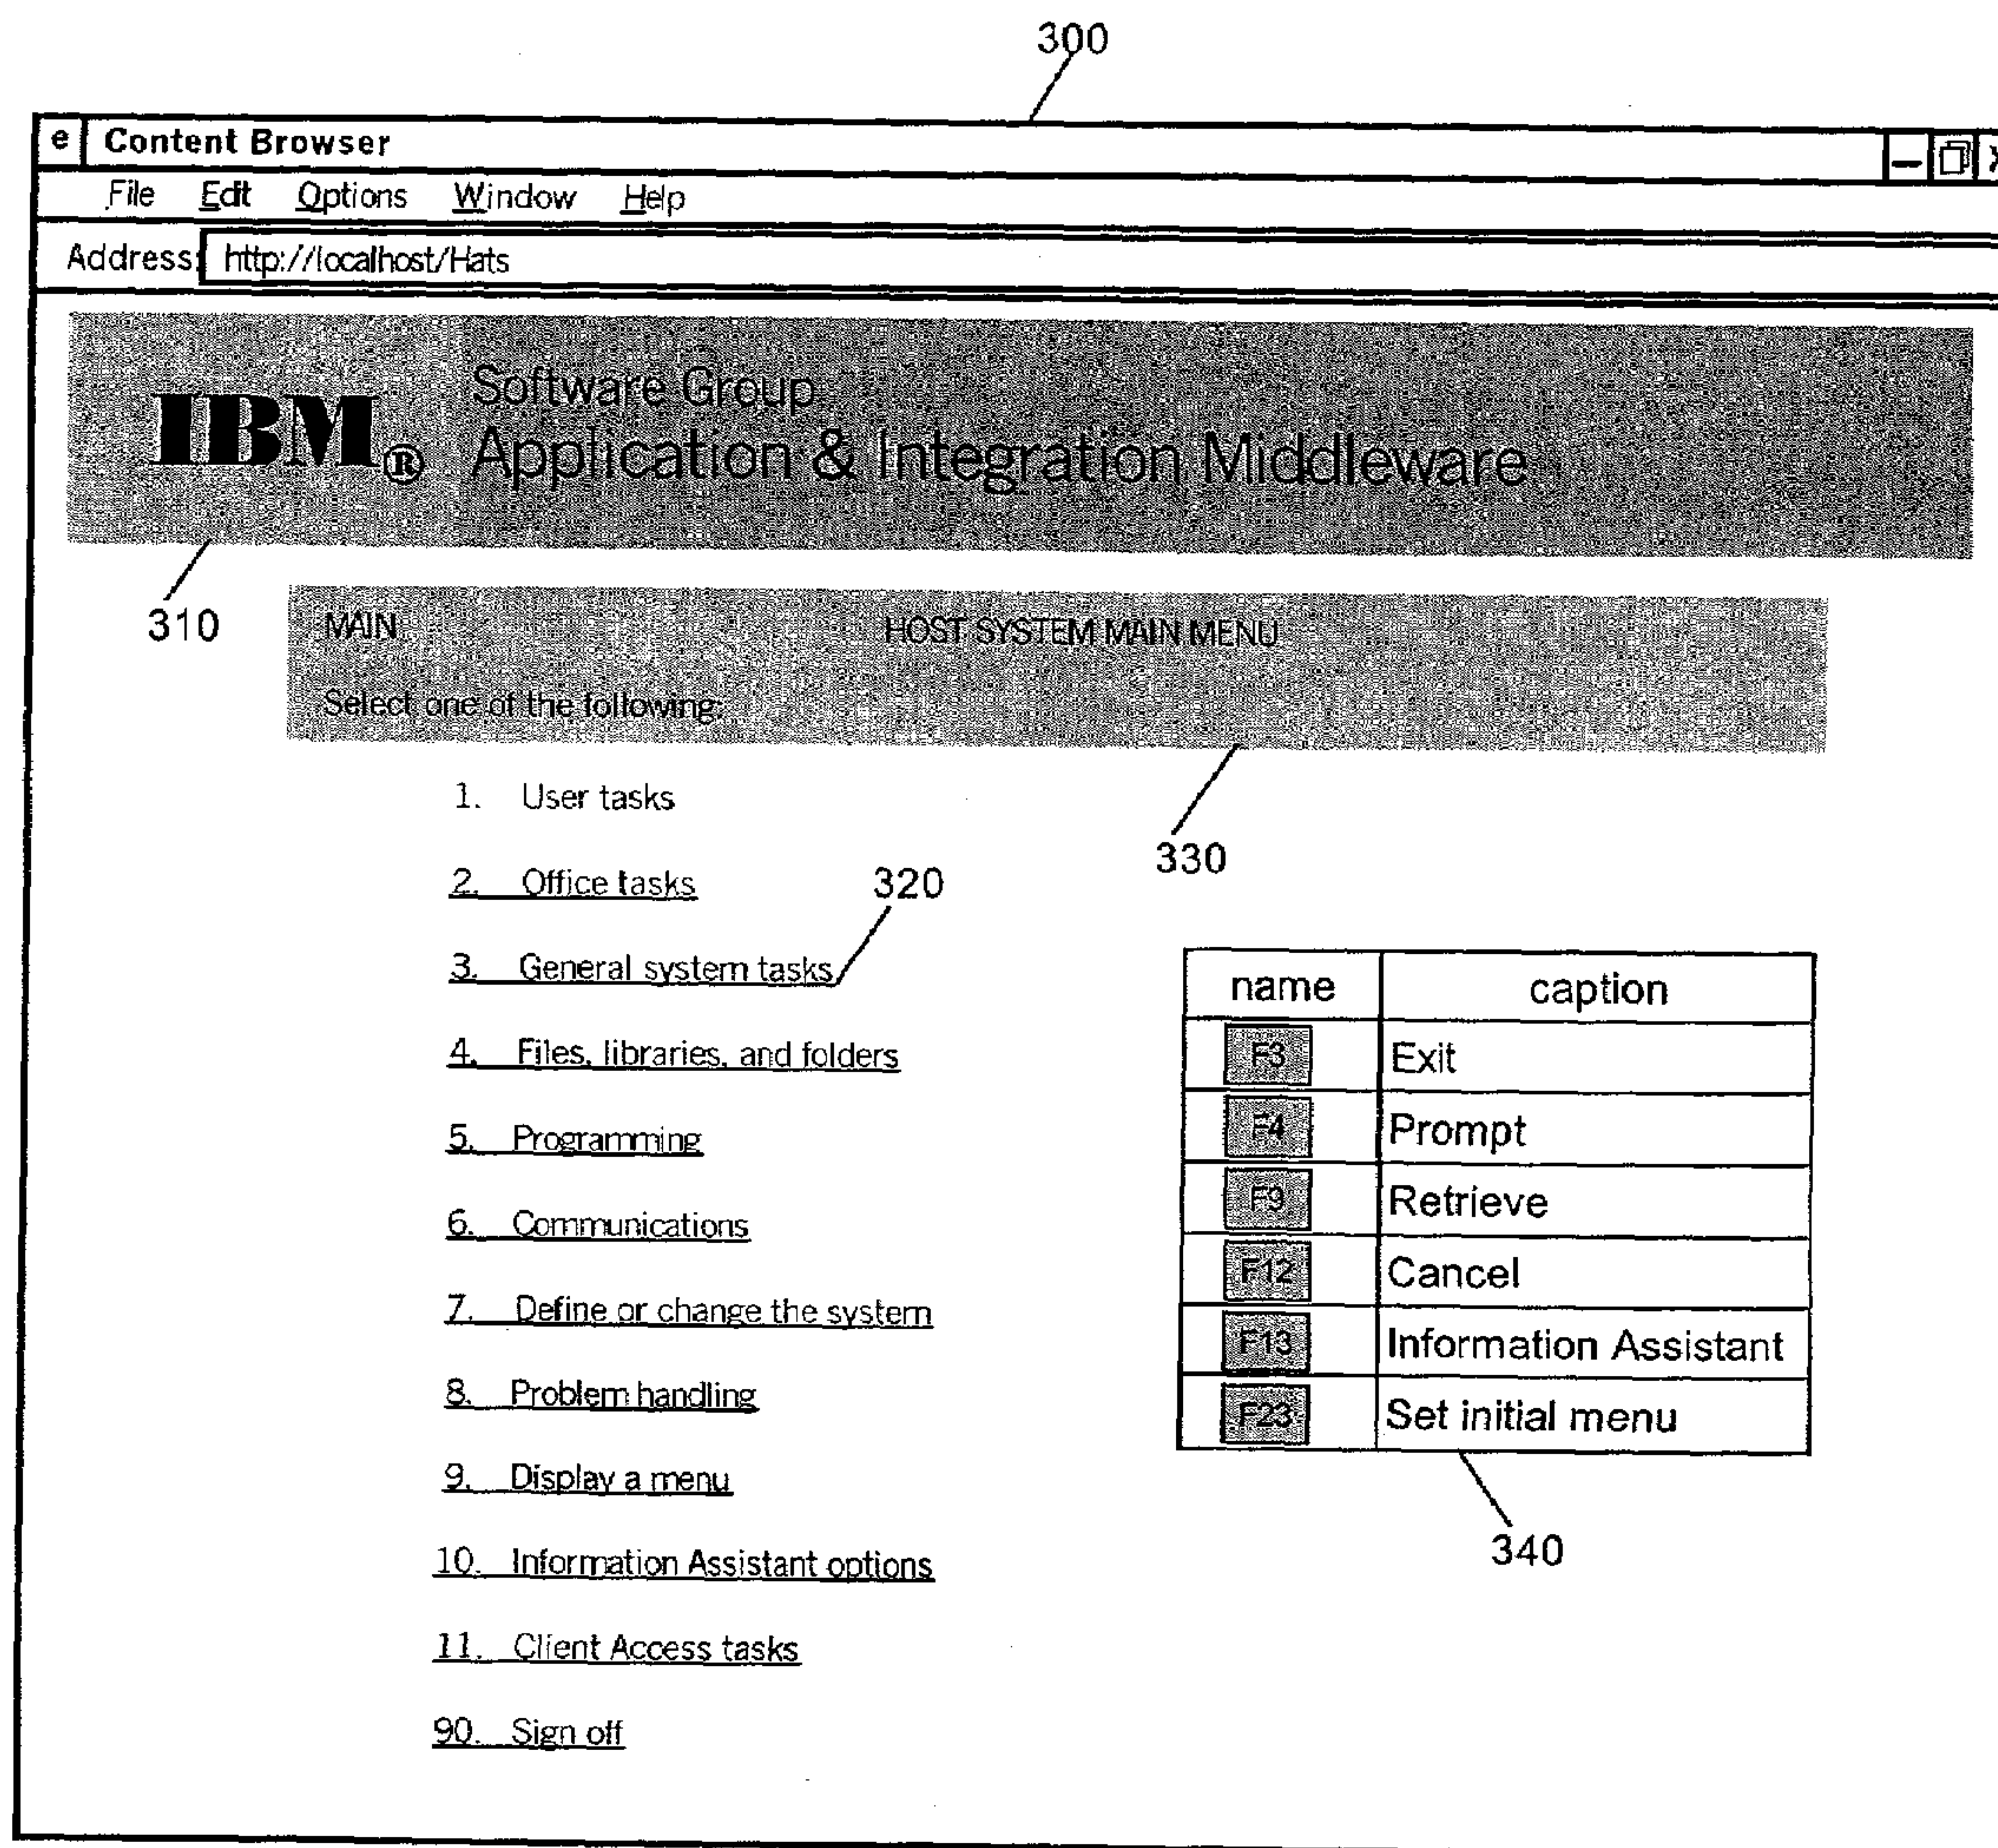 300
e Content Browser
File Edit Options Window Help
Address: http://localhost/Hats
Software Group
IBM® Application & Integration Middleware
310
MAIN HOST SYSTEM MAIN MENU
Select one of the following:
1. User tasks
330
2. Office tasks
320
3. General system tasks
4. Files, libraries, and folders
5. Programming
6. Communications
7. Define or change the system
8. Problem handling
9. Display a menu
10. Information Assistant options
11. Client Access tasks
90. Sign off
name caption
F3 Exit
F4 Prompt
F9 Retrieve
F12 Cancel
F13 Information Assistant
F23 Set initial menu
340